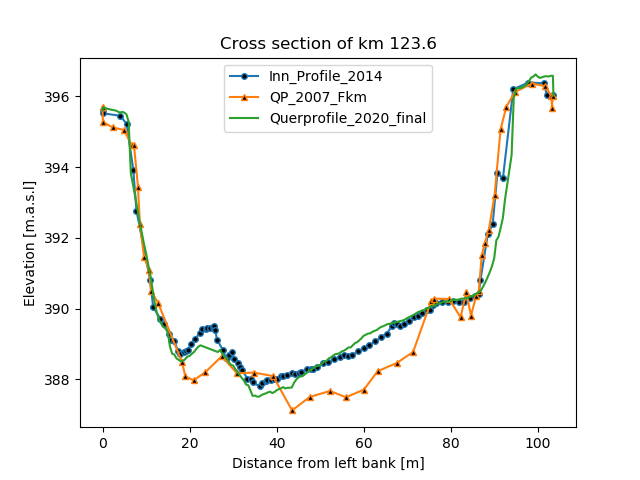 Cross section of km 123.6
Inn_Profile_2014
QP_2007_Fkm
Querprofile_2020_final
Elevation [m.a.s.l]
396
394
392
390
388
0 20 40 60 80 100
Distance from left bank [m]